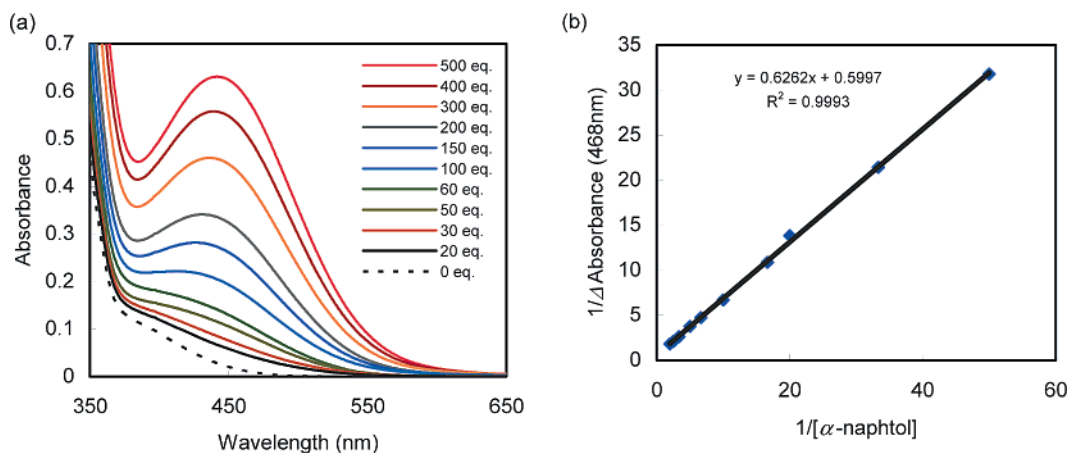 (a)
Absorbance
0.7
0.6
0.5
0.4
0.3
0.2
0.1
0
350
450
550
650
Wavelength (nm)
500 eq.
400 eq.
300 eq.
200 eq.
150 eq.
100 eq.
60 eq.
50 eq.
30 eq.
20 eq.
0 eq.
(b)
1/ΔAbsorbance (468nm)
35
30
25
20
15
10
5
0
0
20
40
60
1/[α-naphtol]
y = 0.6262x + 0.5997
R² = 0.9993